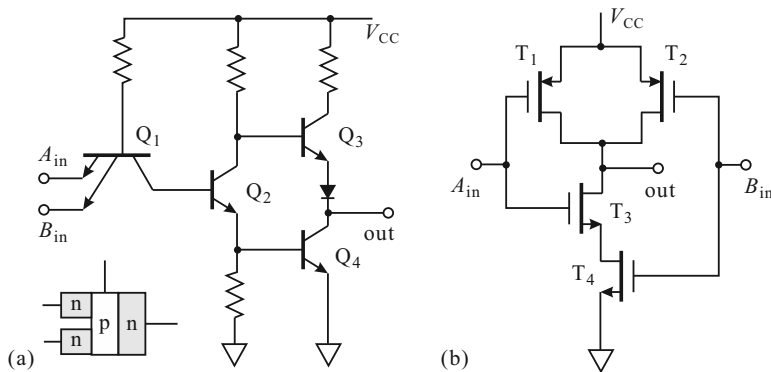 V_CC
Q_1
A_in
B_in
Q_2
Q_3
out
Q_4
n
n
p
n
(a)
V_CC
T_1
T_2
A_in
B_in
out
T_3
T_4
(b)